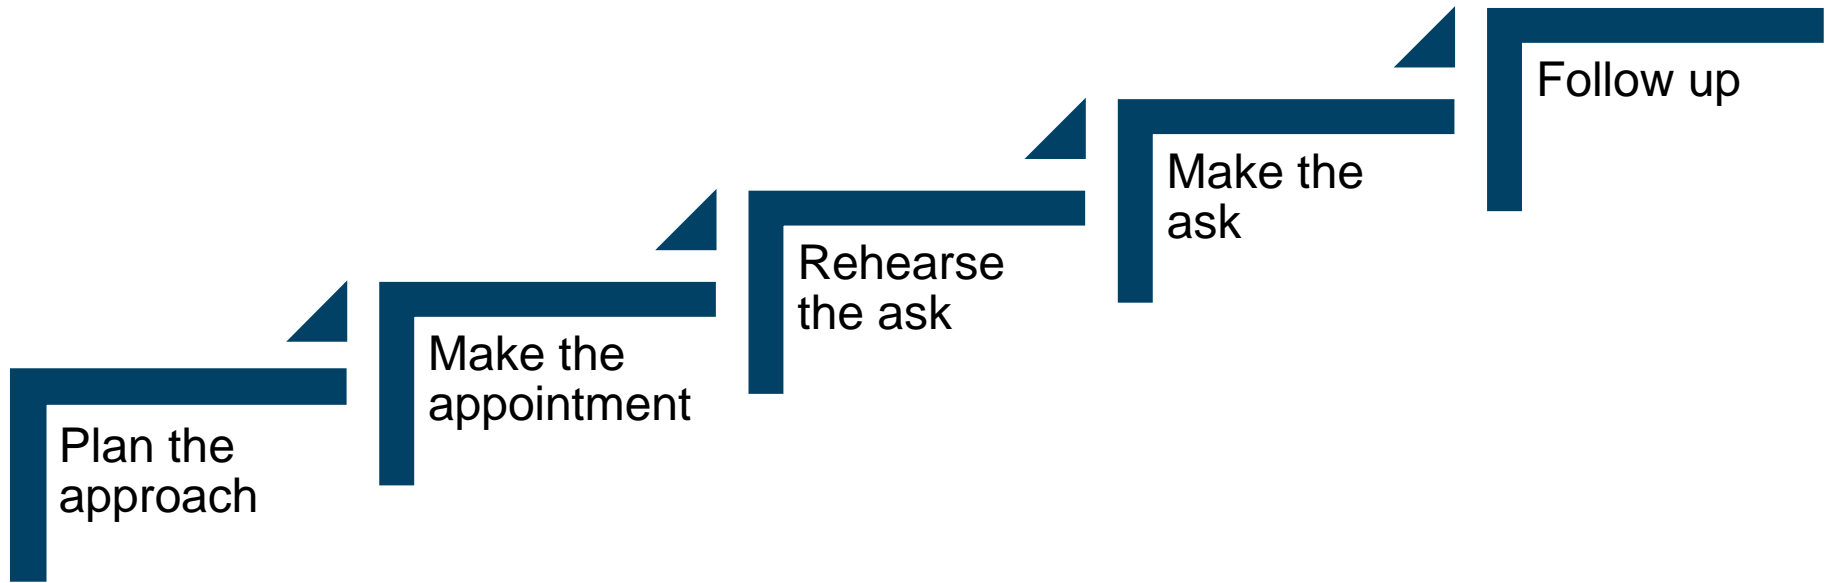 Plan the
approach
Make the
appointment
Rehearse
the ask
Make the
ask
Follow up